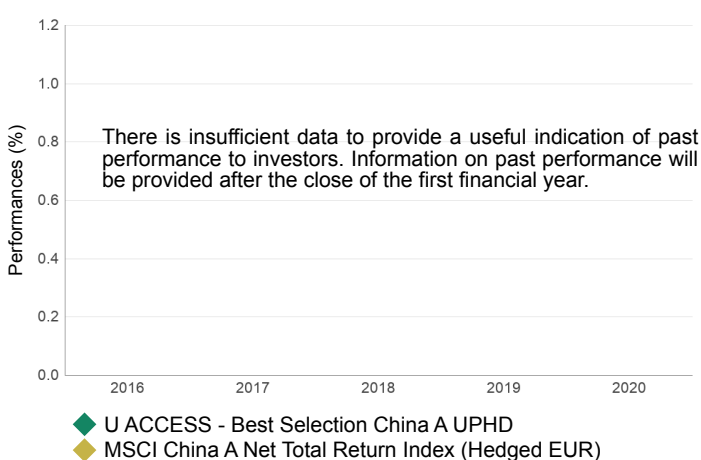 1.2
1.0
0.8
0.6
0.4
0.2
0.0
Performances (%)
There is insufficient data to provide a useful indication of past
performance to investors. Information on past performance will
be provided after the close of the first financial year.
2016 2017 2018 2019 2020
U ACCESS - Best Selection China A UPHD
MSCI China A Net Total Return Index (Hedged EUR)